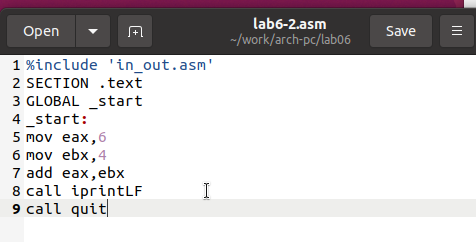 Open lab6-2.asm Save
~/work/arch-pc/lab06
1 %include 'in_out.asm'
2 SECTION .text
3 GLOBAL _start
4 _start:
5 mov eax,6
6 mov ebx,4
7 add eax,ebx
8 call iprintLF
9 call quit